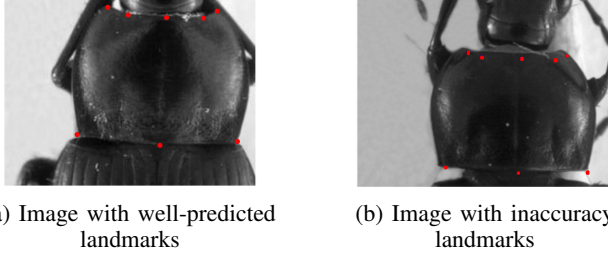 ) Image with well-predicted
landmarks
(b) Image with inaccuracy
landmarks